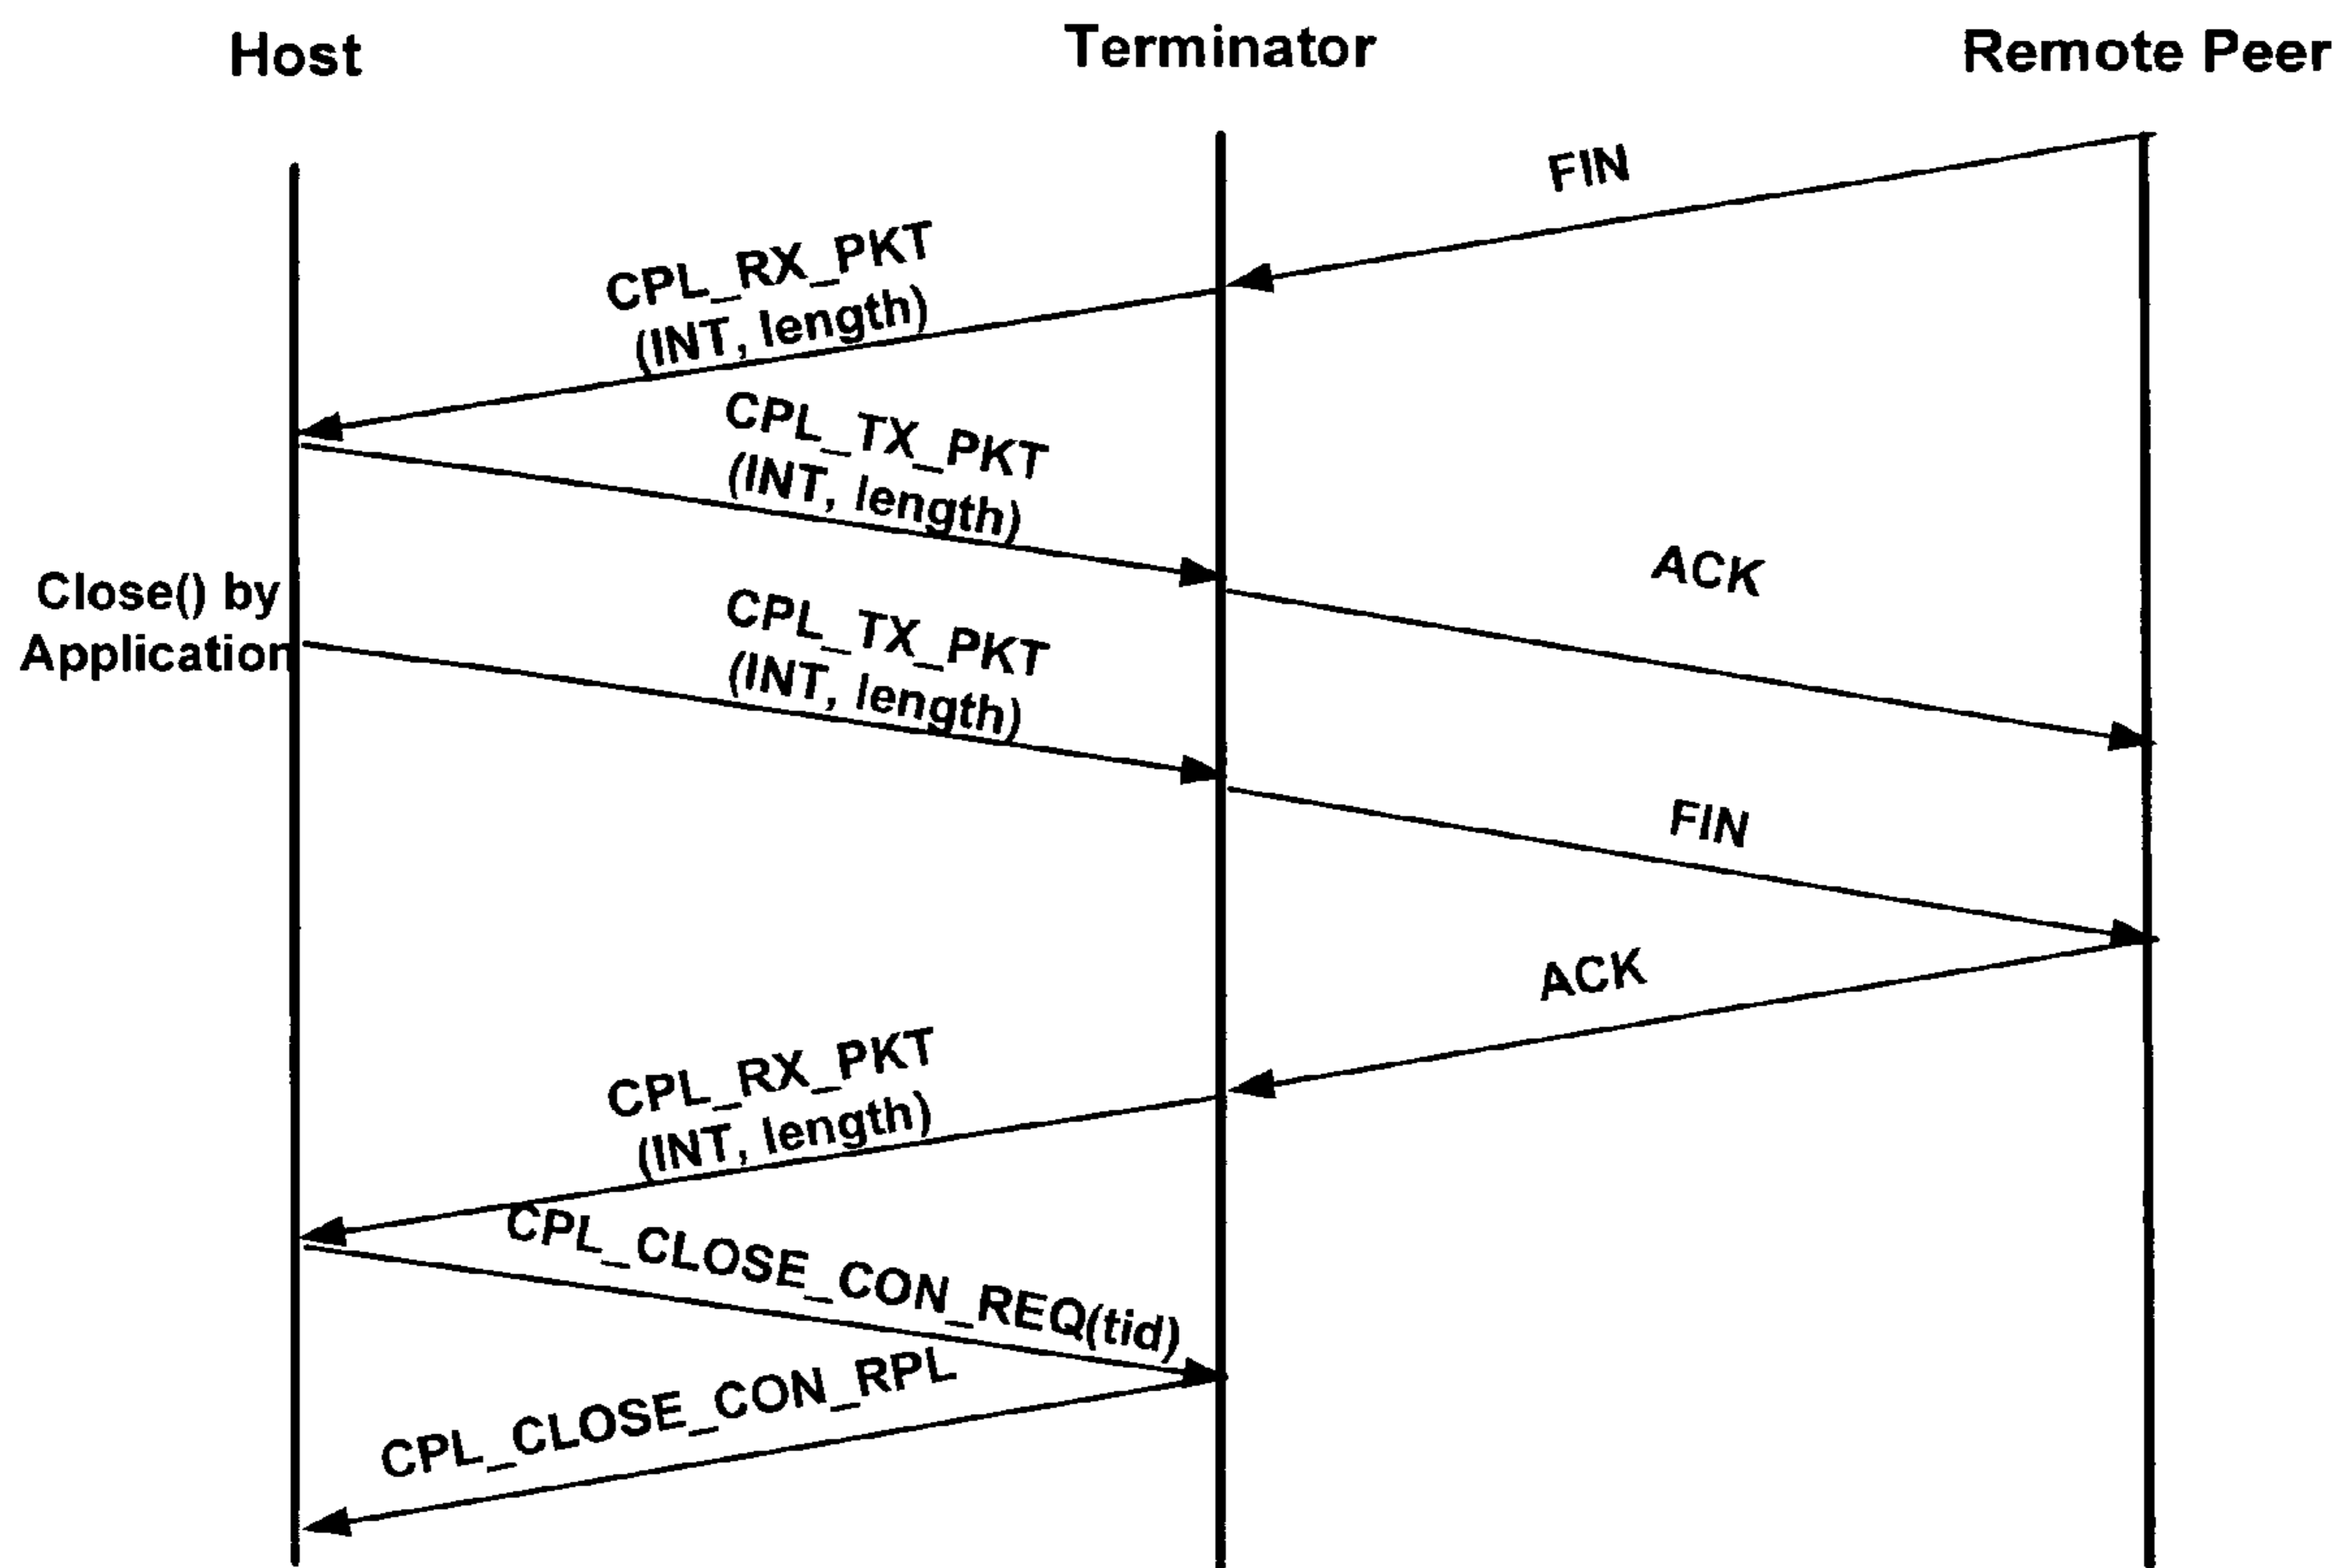 Host
Terminator
Remote Peer
FIN
CPL_RX_PKT
(INT, length)
CPL_TX_PKT
(INT, length)
ACK
Close() by
Application
CPL_TX_PKT
(INT, length)
FIN
ACK
CPL_RX_PKT
(INT, length)
CPL_CLOSE_CON_REQ(tid)
CPL_CLOSE_CON_RPL